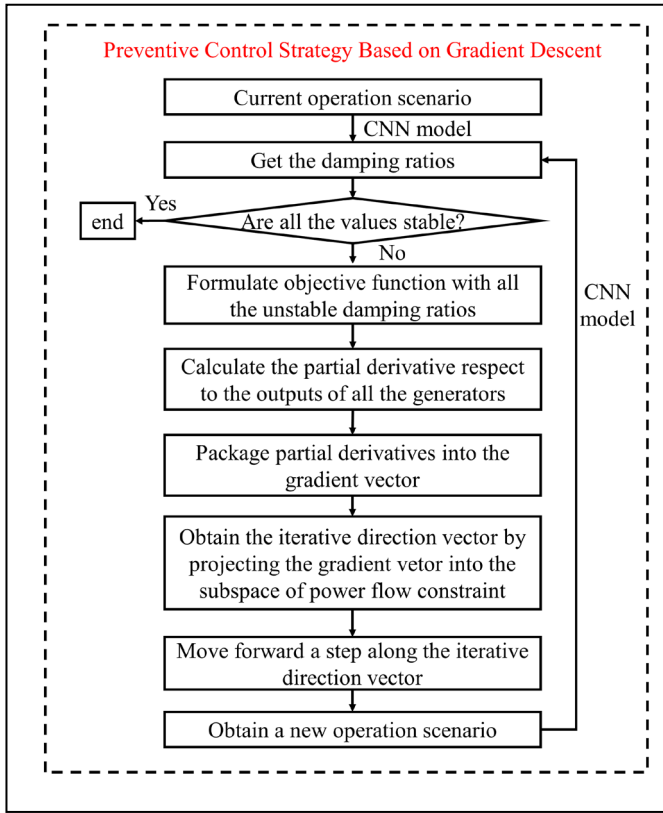 Preventive Control Strategy Based on Gradient Descent
Current operation scenario
CNN model
Get the damping ratios
Yes
end
Are all the values stable?
No
Formulate objective function with all
the unstable damping ratios
CNN
model
Calculate the partial derivative respect
to the outputs of all the generators
Package partial derivatives into the
gradient vector
Obtain the iterative direction vector by
projecting the gradient vetor into the
subspace of power flow constraint
Move forward a step along the iterative
direction vector
Obtain a new operation scenario